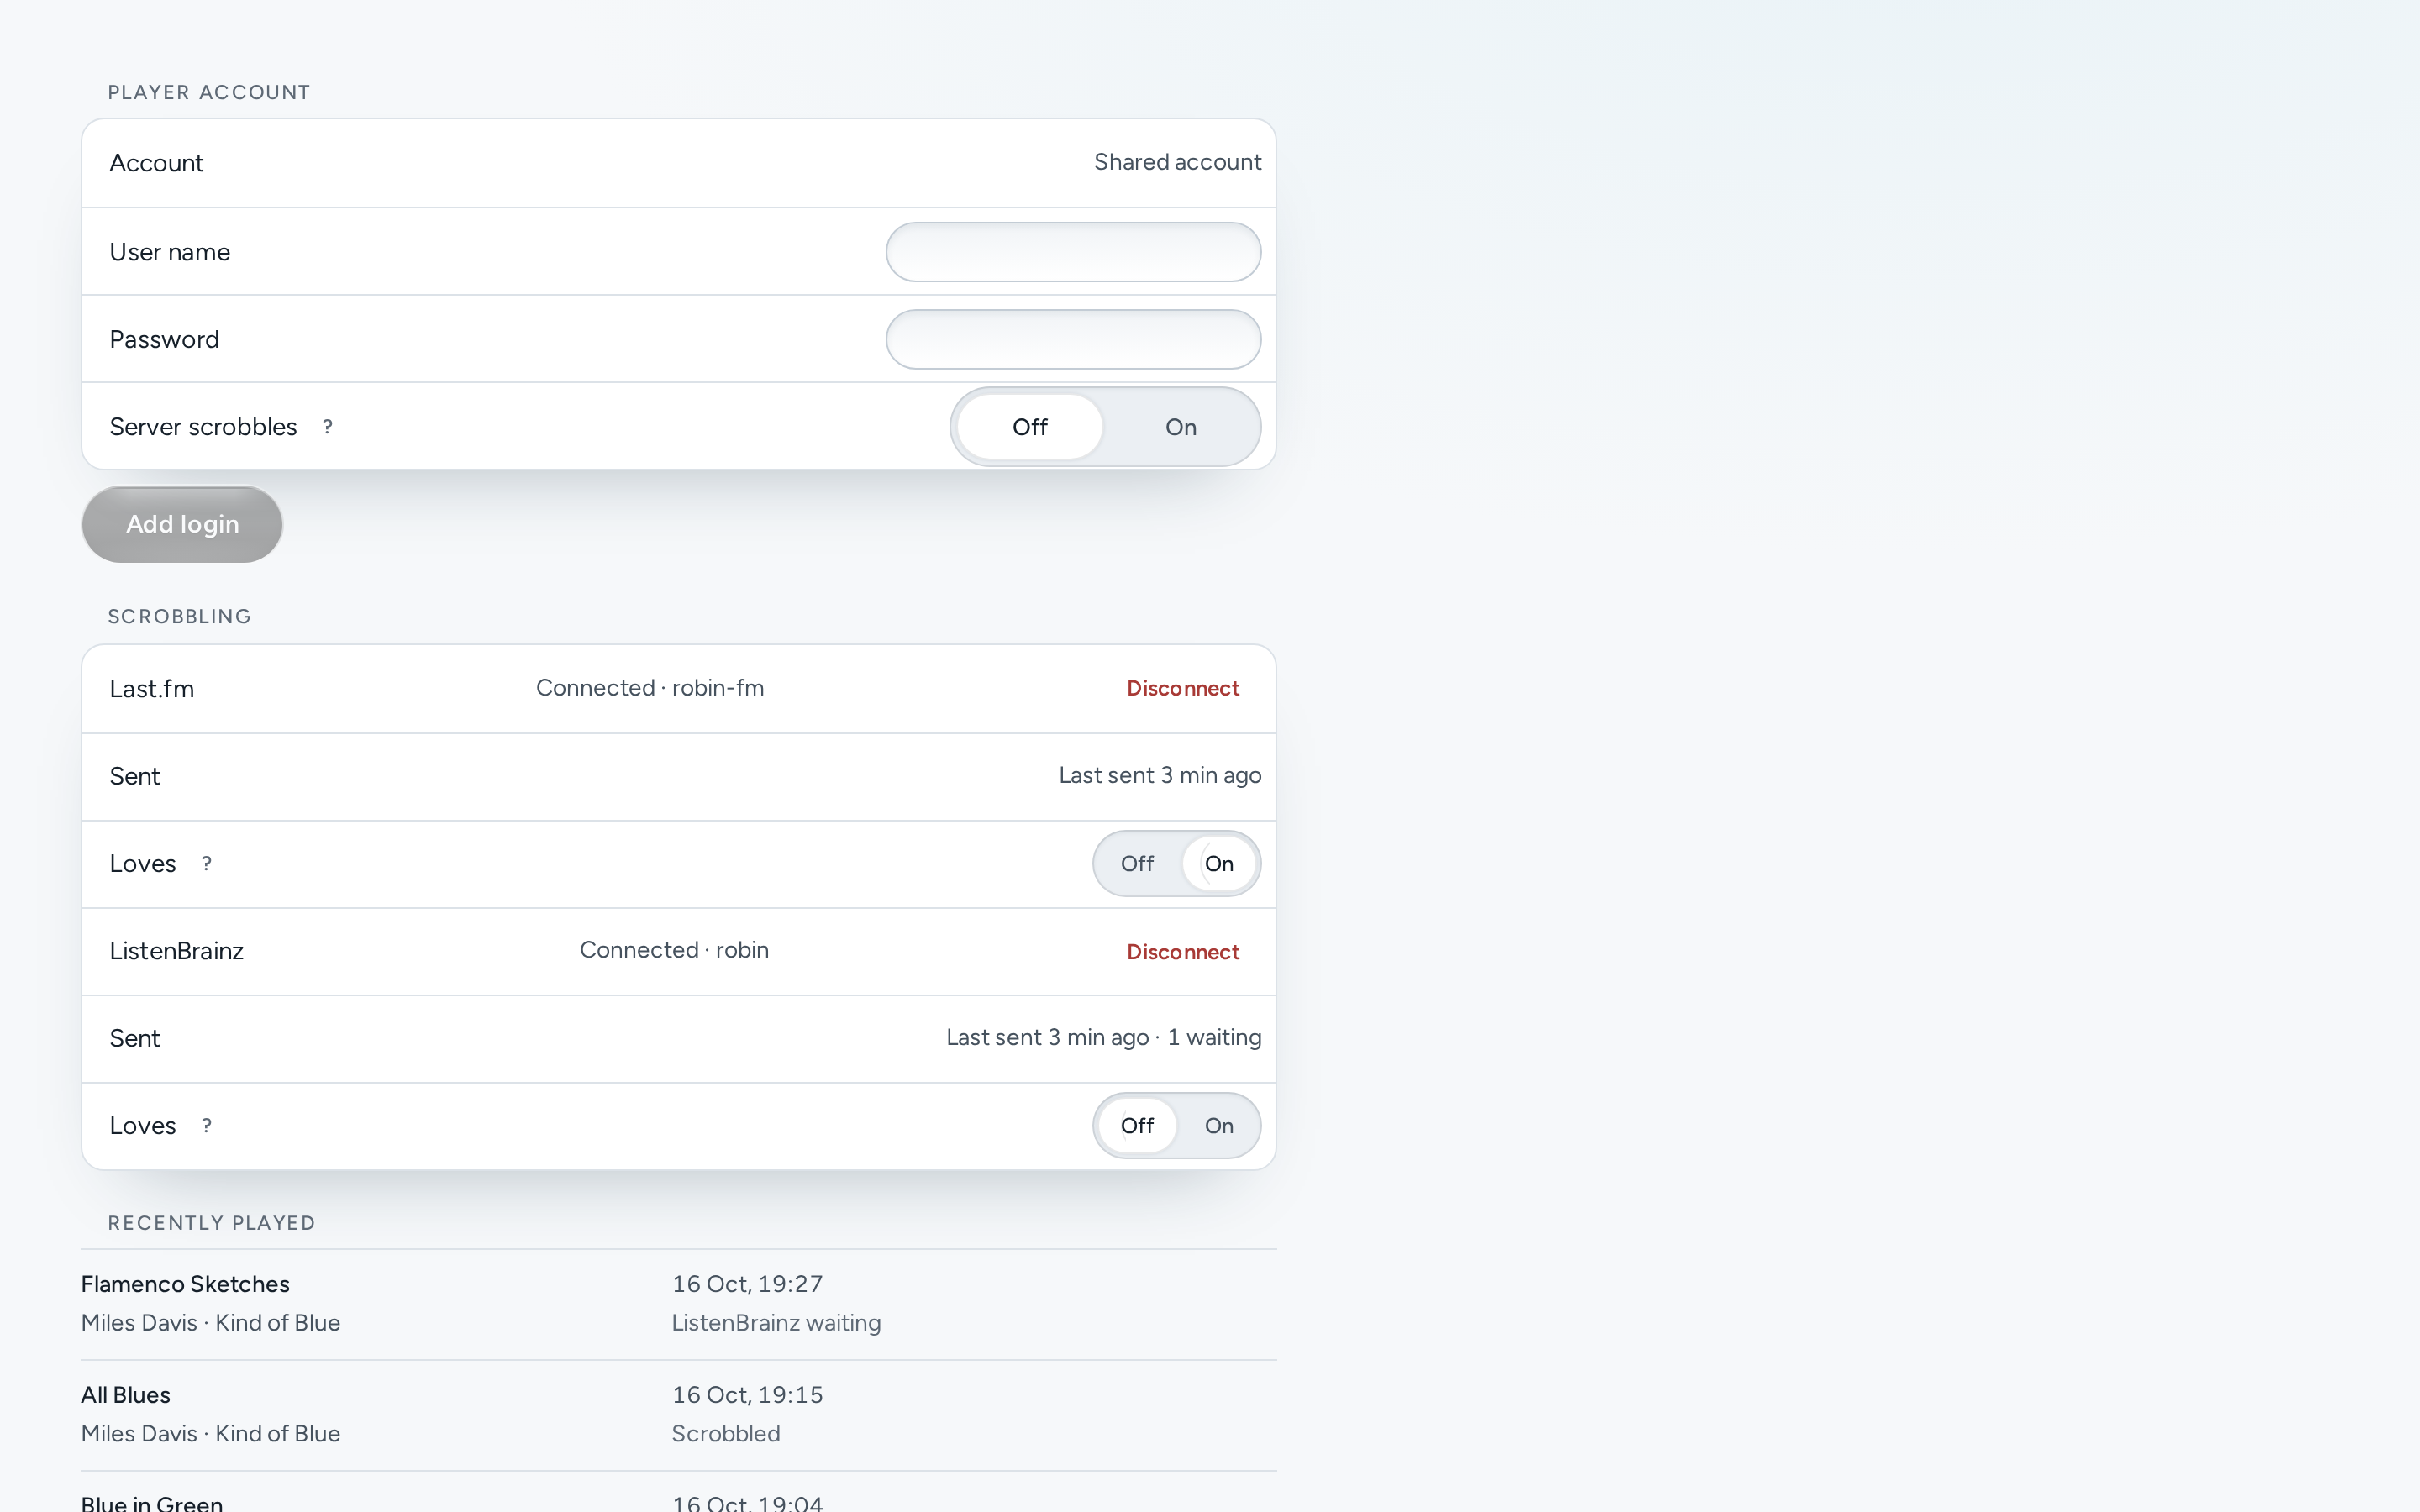 PLAYER ACCOUNT
Account Shared account
User name
Password
Server scrobbles ? Off On
Add login
SCROBBLING
Last.fm Connected · robin-fm Disconnect
Sent Last sent 3 min ago
Loves ? Off On
ListenBrainz Connected · robin Disconnect
Sent Last sent 3 min ago · 1 waiting
Loves ? Off On
RECENTLY PLAYED
Flamenco Sketches 16 Oct, 19:27
Miles Davis · Kind of Blue ListenBrainz waiting
All Blues 16 Oct, 19:15
Miles Davis · Kind of Blue Scrobbled
Blue in Green 16 Oct, 19:04